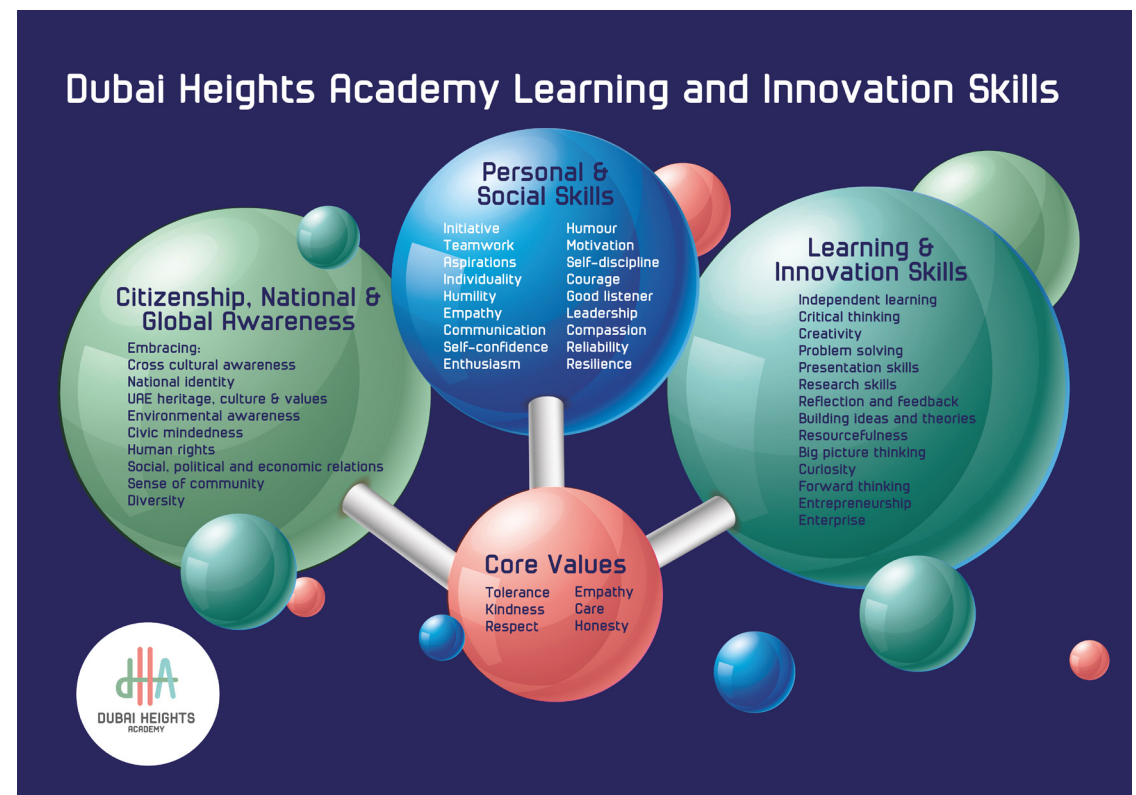 Dubai Heights Academy Learning and Innovation Skills
Personal &
Social Skills
Initiative
Teamwork
Aspirations
Individuality
Humility
Empathy
Communication
Self-confidence
Enthusiasm
Humour
Motivation
Self-discipline
Courage
Good listener
Leadership
Compassion
Reliability
Resilience
Citizenship, National &
Global Awareness
Embracing:
Cross cultural awareness
National identity
UAE heritage, culture & values
Environmental awareness
Civic mindedness
Human rights
Social, political and economic relations
Sense of community
Diversity
Learning &
Innovation Skills
Independent learning
Critical thinking
Creativity
Problem solving
Presentation skills
Research skills
Reflection and feedback
Building ideas and theories
Resourcefulness
Big picture thinking
Curiosity
Forward thinking
Entrepreneurship
Enterprise
Core Values
Tolerance
Kindness
Respect
Empathy
Care
Honesty
dHA
DUBAI HEIGHTS
ACADEMY